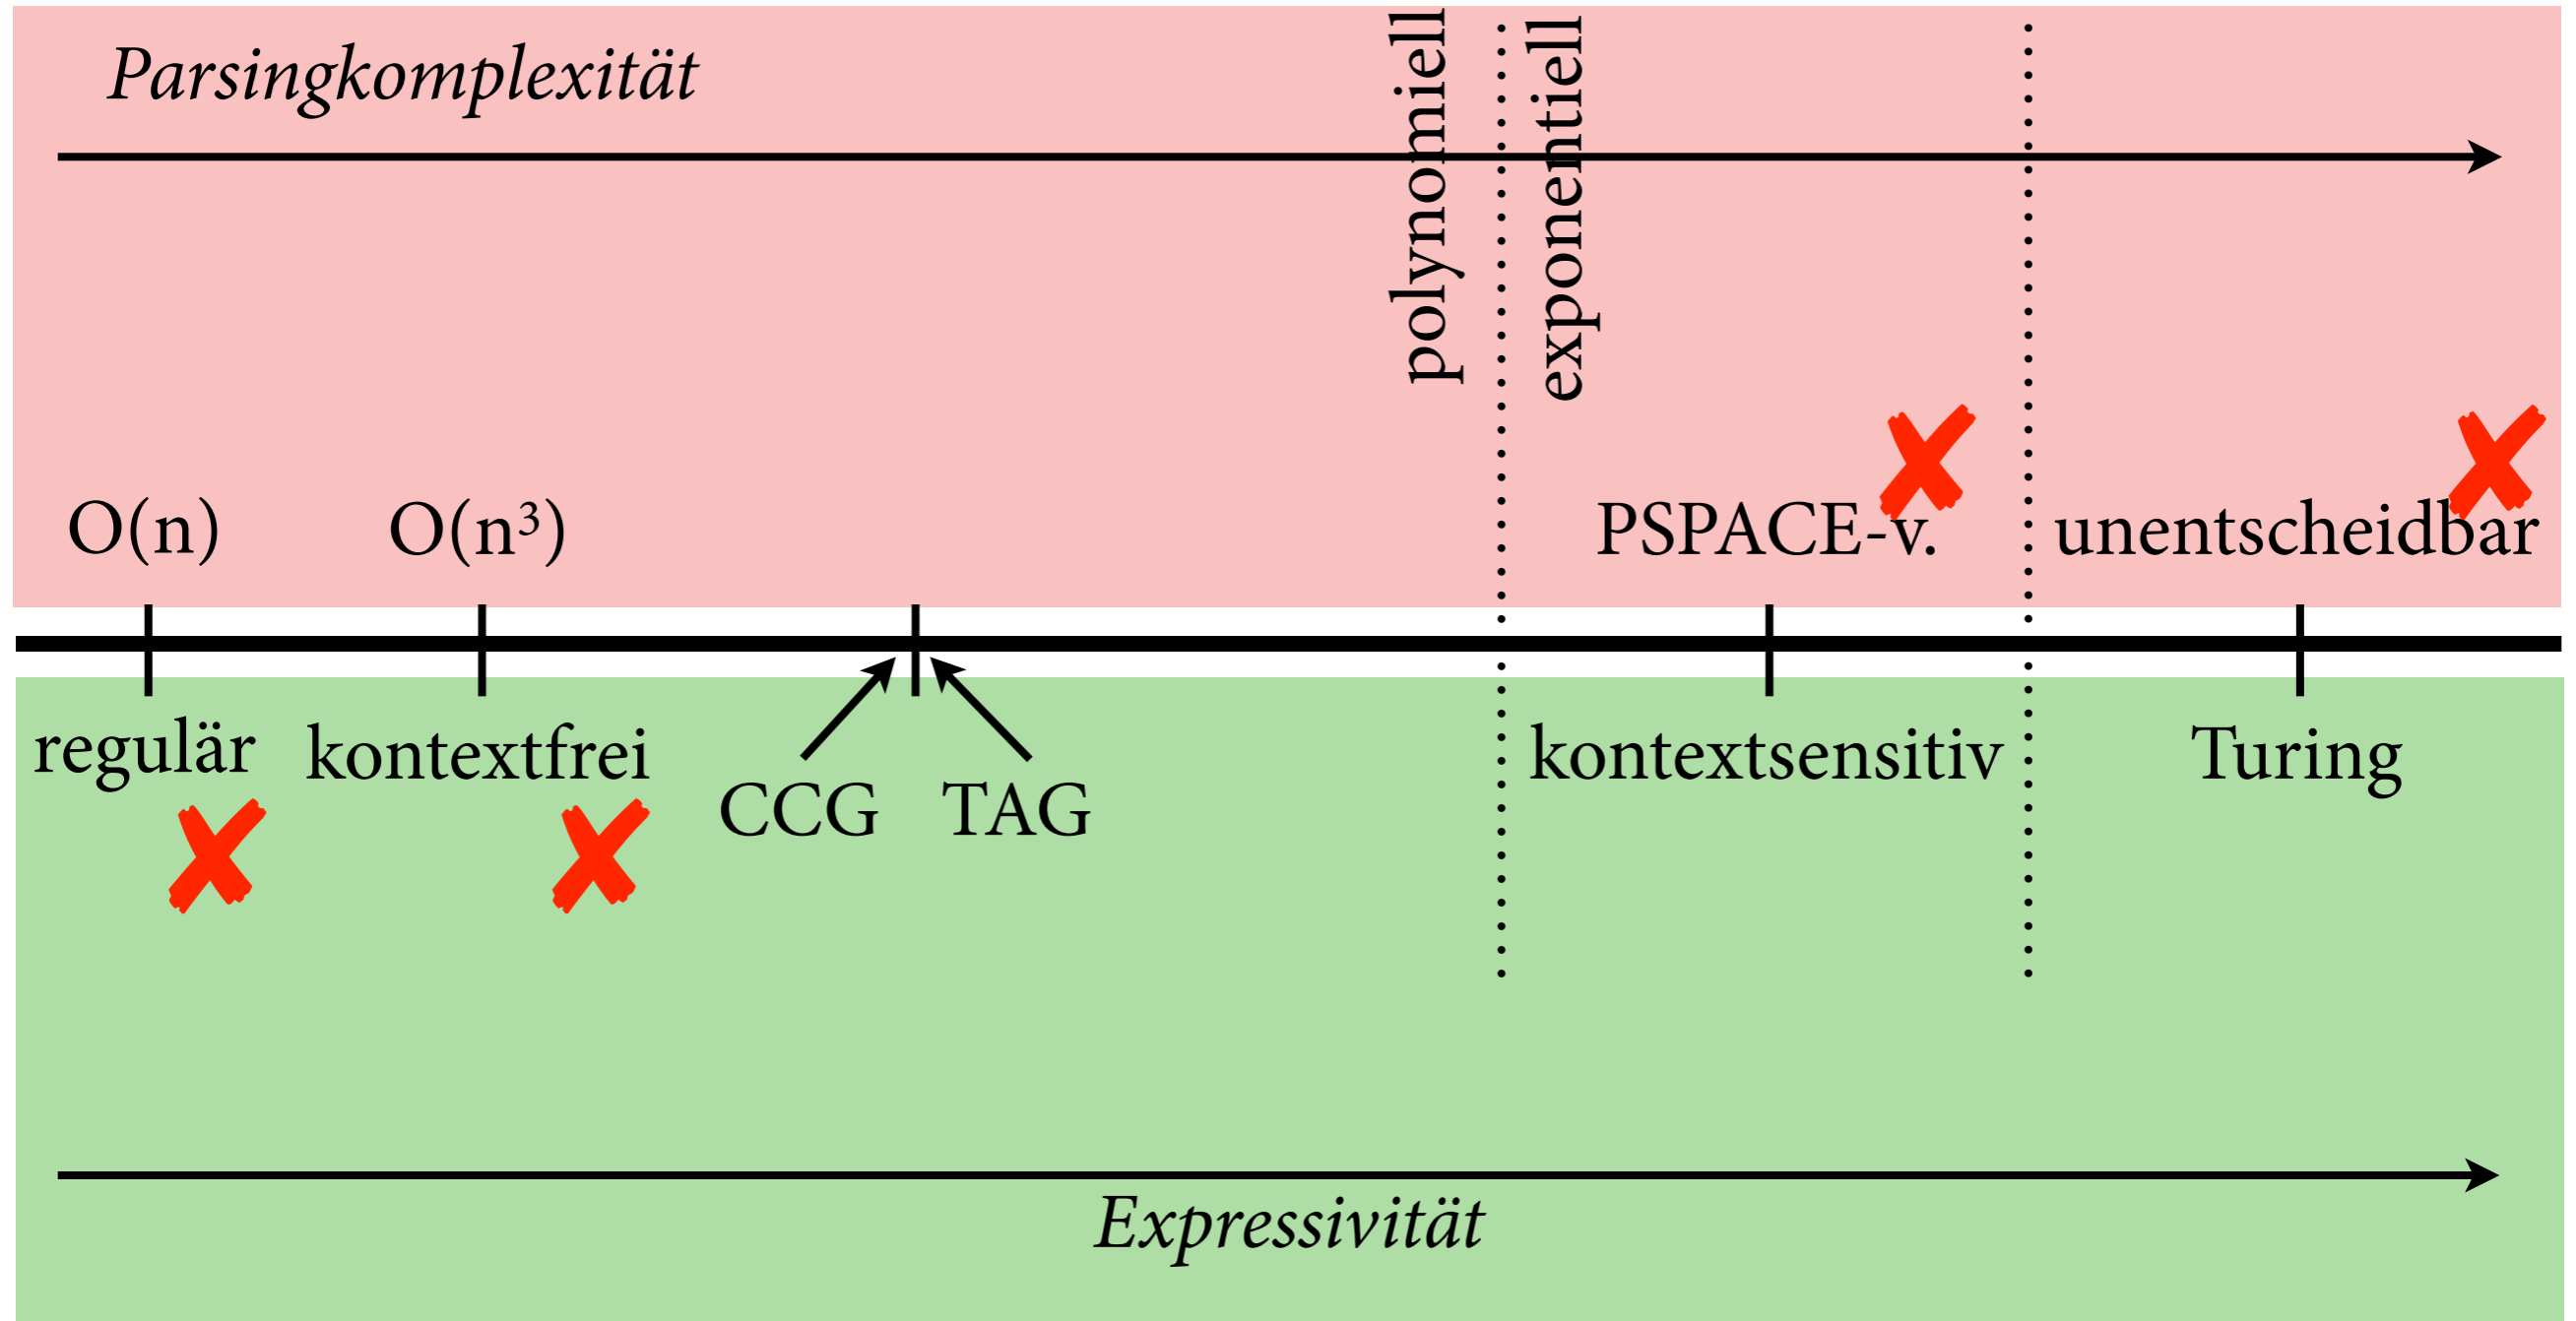 Parsingkomplexität
polynomiell
exponentiell
O(n)
O(n³)
PSPACE-v.
unentscheidbar
regulär
kontextfrei
CCG
TAG
kontextsensitiv
Turing
Expressivität